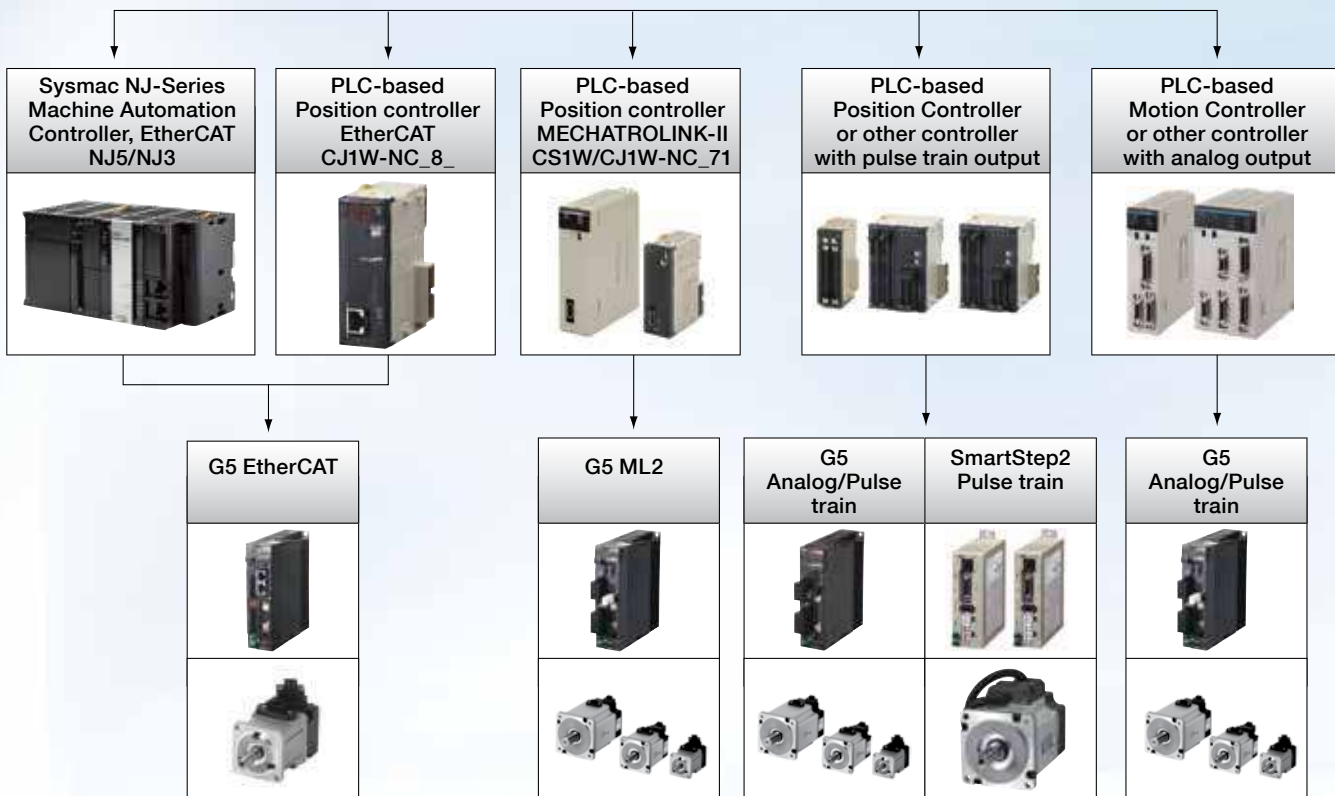 Sysmac NJ-Series
Machine Automation
Controller, EtherCAT
NJ5/NJ3
PLC-based
Position controller
EtherCAT
CJ1W-NC_8_
PLC-based
Position controller
MECHATROLINK-II
CS1W/CJ1W-NC_71
PLC-based
Position Controller
or other controller
with pulse train output
PLC-based
Motion Controller
or other controller
with analog output
G5 EtherCAT
G5 ML2
G5
Analog/Pulse
train
SmartStep2
Pulse train
G5
Analog/Pulse
train